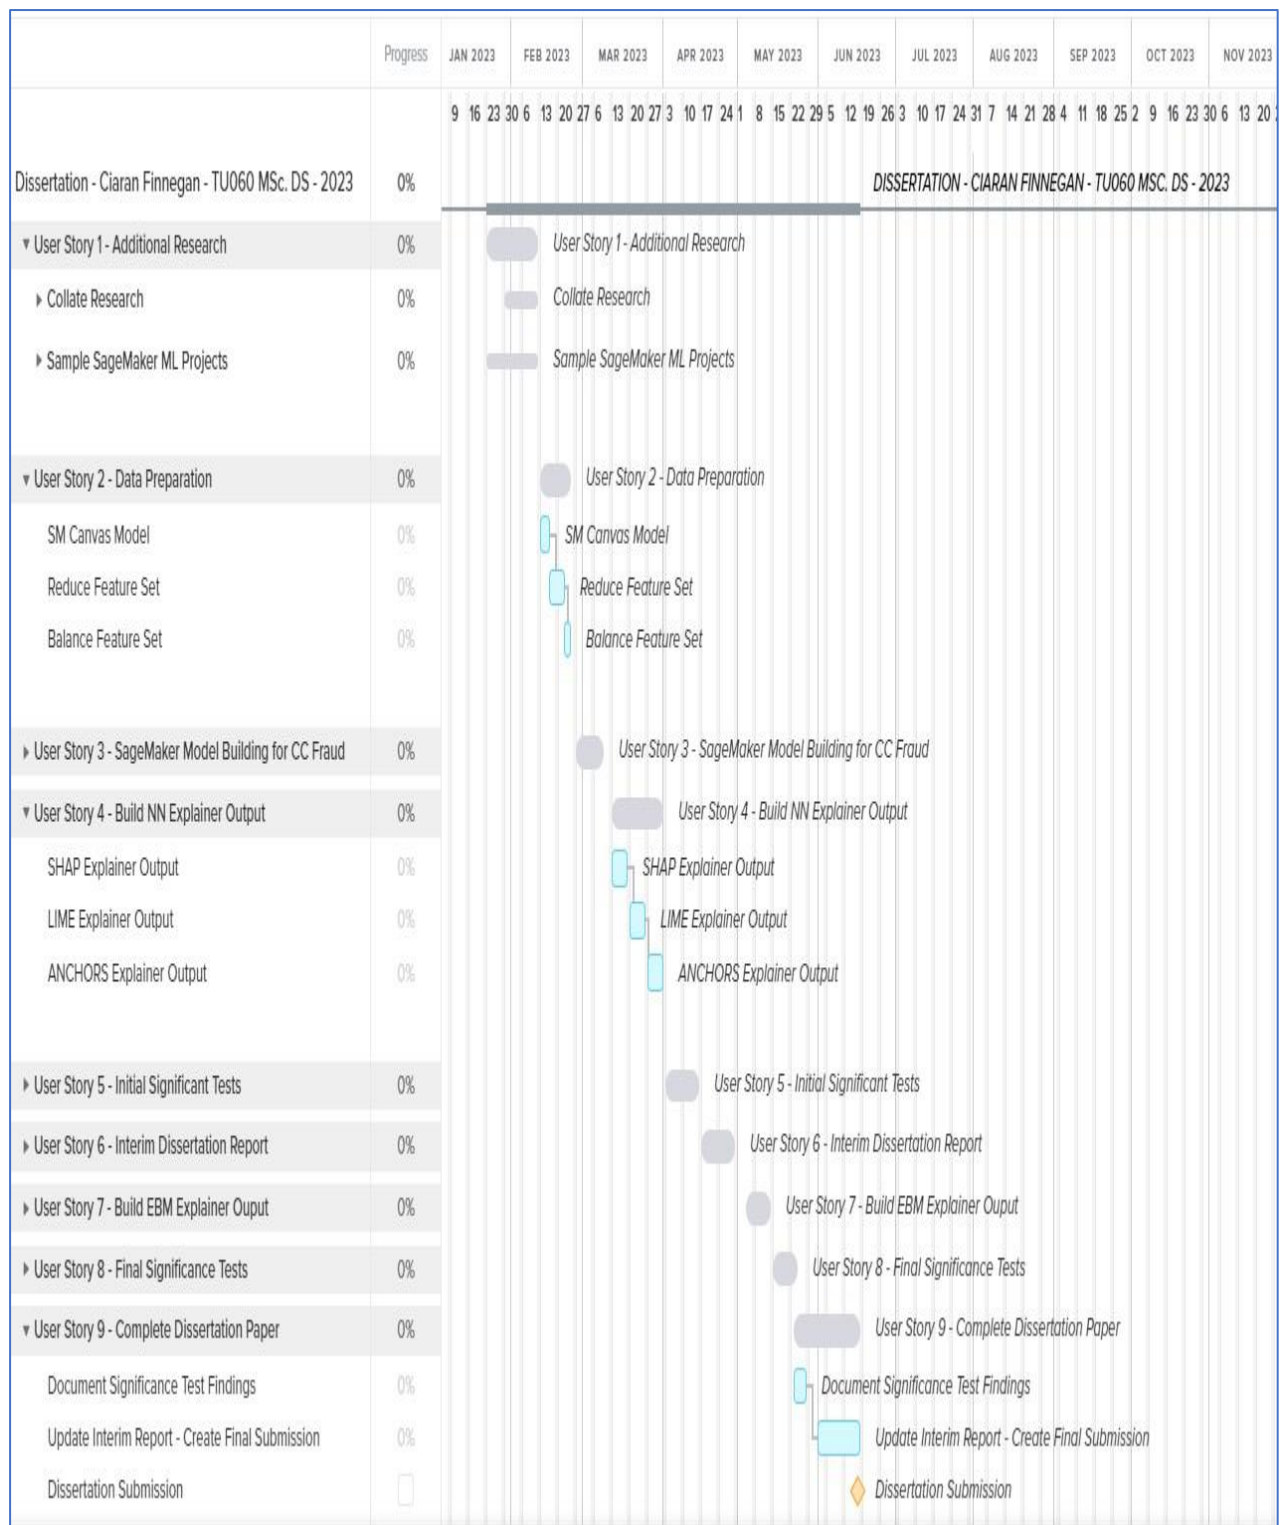 Progress JAN 2023 FEB 2023 MAR 2023 APR 2023 MAY 2023 JUN 2023 JUL 2023 AUG 2023 SEP 2023 OCT 2023 NOV 2023
9 16 23 30 6 13 20 27 6 13 20 27 3 10 17 24 1 8 15 22 29 5 12 19 26 3 10 17 24 31 7 14 21 28 4 11 18 25 2 9 16 23 30 6 13 20
Dissertation - Ciaran Finnegan - TU060 MSc. DS - 2023 0% DISSERTATION - CIARAN FINNEGAN - TU060 MSC. DS - 2023
User Story 1 - Additional Research 0% User Story 1 - Additional Research
Collate Research 0% Collate Research
Sample SageMaker ML Projects 0% Sample SageMaker ML Projects
User Story 2 - Data Preparation 0% User Story 2 - Data Preparation
SM Canvas Model 0% SM Canvas Model
Reduce Feature Set 0% Reduce Feature Set
Balance Feature Set 0% Balance Feature Set
User Story 3 - SageMaker Model Building for CC Fraud 0% User Story 3 - SageMaker Model Building for CC Fraud
User Story 4 - Build NN Explainer Output 0% User Story 4 - Build NN Explainer Output
SHAP Explainer Output 0% SHAP Explainer Output
LIME Explainer Output 0% LIME Explainer Output
ANCHORS Explainer Output 0% ANCHORS Explainer Output
User Story 5 - Initial Significant Tests 0% User Story 5 - Initial Significant Tests
User Story 6 - Interim Dissertation Report 0% User Story 6 - Interim Dissertation Report
User Story 7 - Build EBM Explainer Ouput 0% User Story 7 - Build EBM Explainer Ouput
User Story 8 - Final Significance Tests 0% User Story 8 - Final Significance Tests
User Story 9 - Complete Dissertation Paper 0% User Story 9 - Complete Dissertation Paper
Document Significance Test Findings 0% Document Significance Test Findings
Update Interim Report - Create Final Submission 0% Update Interim Report - Create Final Submission
Dissertation Submission Dissertation Submission